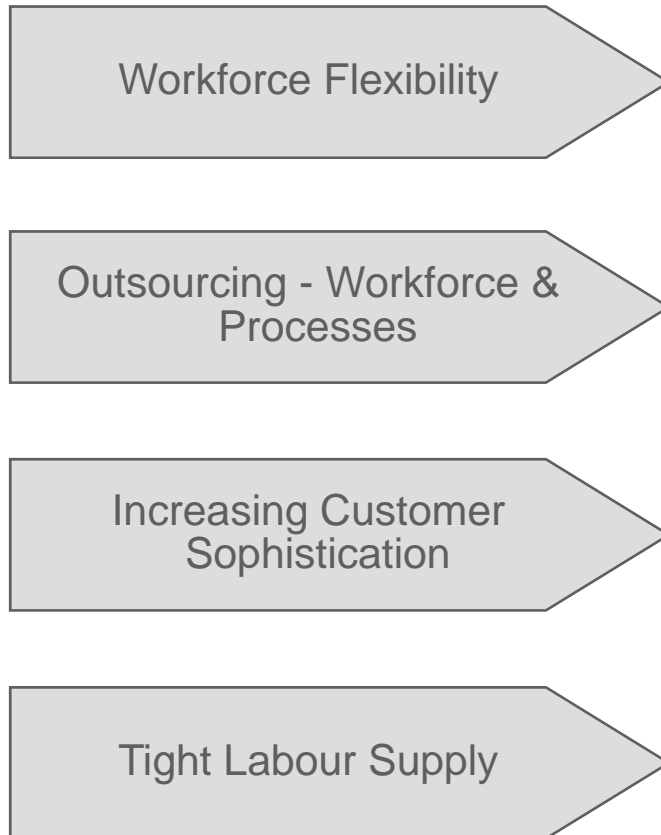 Workforce Flexibility
Outsourcing - Workforce &
Processes
Increasing Customer
Sophistication
Tight Labour Supply